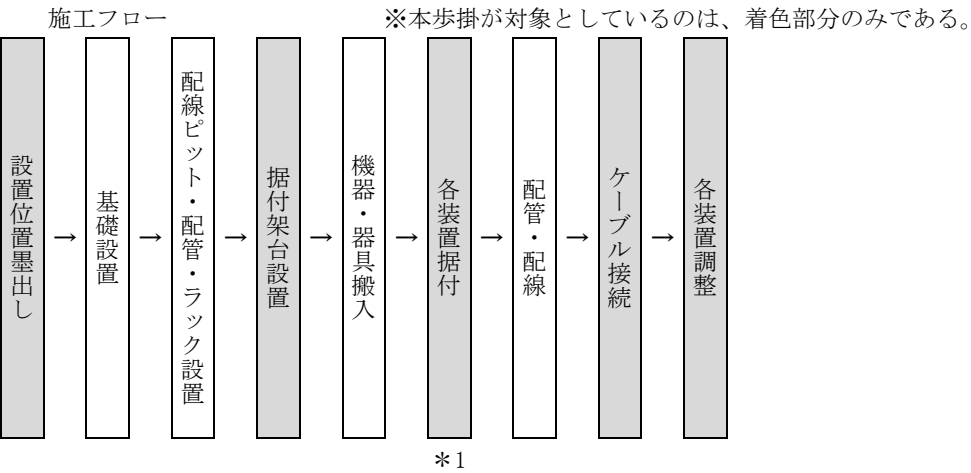 施工フロー
※本歩掛が対象としているのは、着色部分のみである。
設置位置墨出し
→
基礎設置
→
配線ピット・配管・ラック設置
→
据付架台設置
→
機器・器具搬入
→
各装置据付
→
配管・配線
→
ケーブル接続
→
各装置調整
＊1